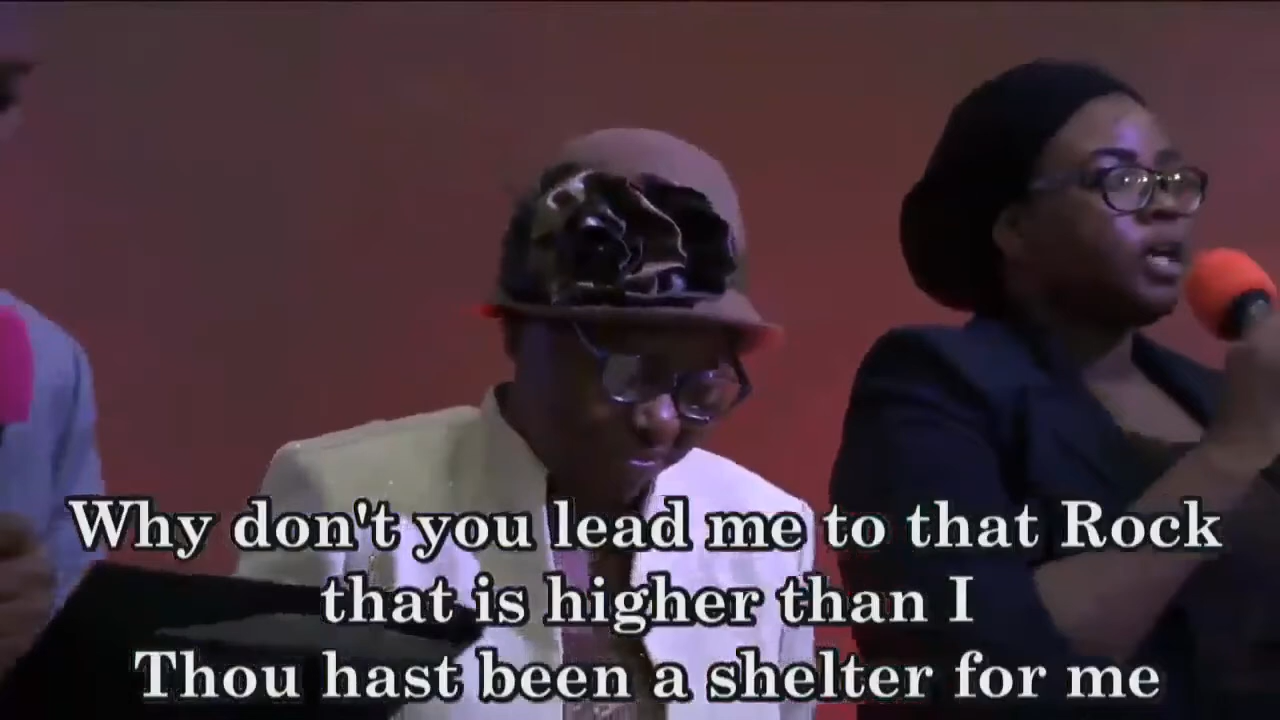 Why don't you lead me to that Rock
that is higher than I
Thou hast been a shelter for me